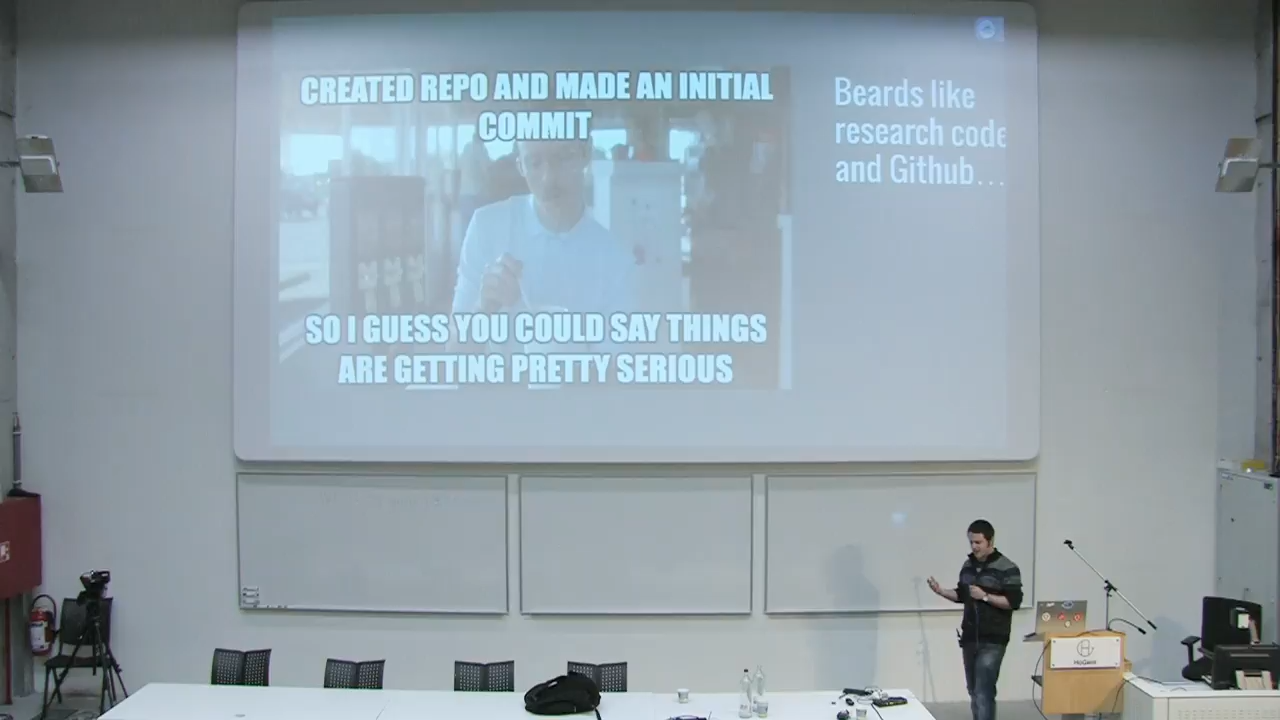 CREATED REPO AND MADE AN INITIAL
COMMIT
SO I GUESS YOU COULD SAY THINGS
ARE GETTING PRETTY SERIOUS
Beards like
research code
and Github...
HoGent